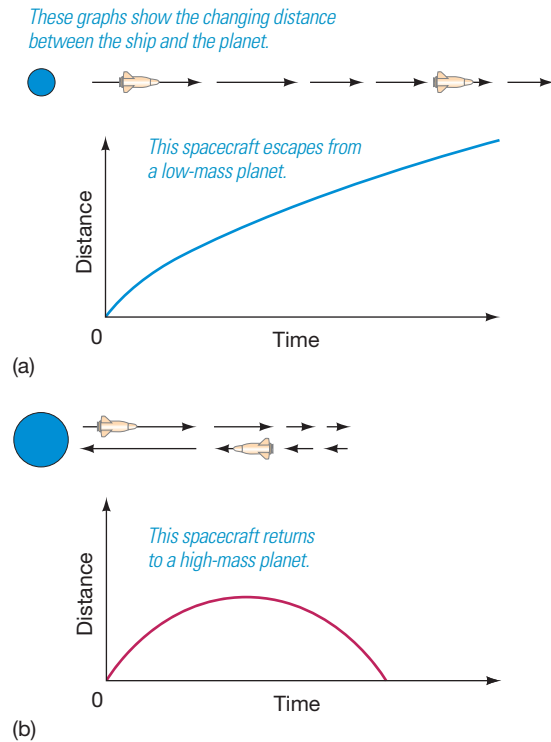 These graphs show the changing distance
between the ship and the planet.
This spacecraft escapes from
a low-mass planet.
Distance
0
Time
(a)
This spacecraft returns
to a high-mass planet.
Distance
0
Time
(b)